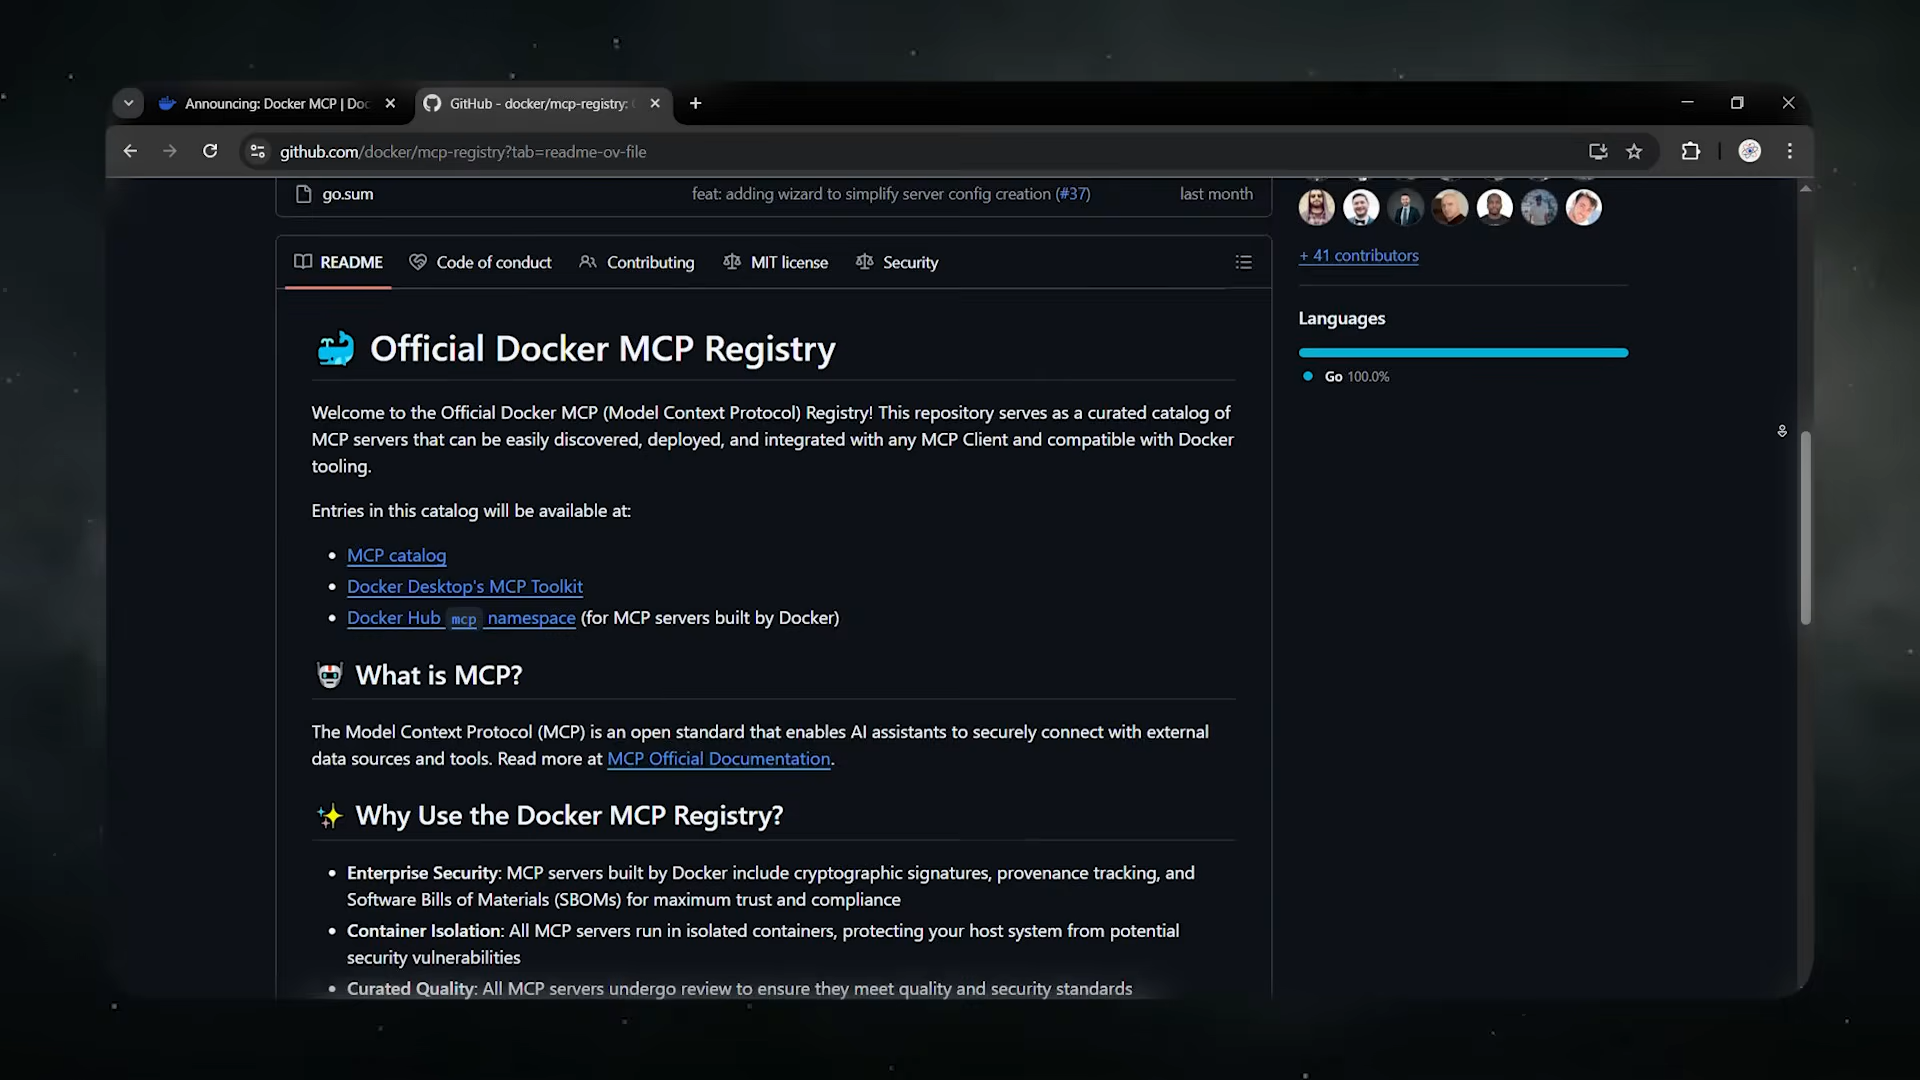 Announcing: Docker MCP | Doc
GitHub - docker/mcp-registry:
github.com/docker/mcp-registry?tab=readme-ov-file
go.sum feat: adding wizard to simplify server config creation (#37) last month
+ 41 contributors
README Code of conduct Contributing MIT license Security
Languages
Go 100.0%
Official Docker MCP Registry
Welcome to the Official Docker MCP (Model Context Protocol) Registry! This repository serves as a curated catalog of
MCP servers that can be easily discovered, deployed, and integrated with any MCP Client and compatible with Docker
tooling.
Entries in this catalog will be available at:
• MCP catalog
• Docker Desktop's MCP Toolkit
• Docker Hub mcp namespace (for MCP servers built by Docker)
What is MCP?
The Model Context Protocol (MCP) is an open standard that enables AI assistants to securely connect with external
data sources and tools. Read more at MCP Official Documentation.
Why Use the Docker MCP Registry?
• Enterprise Security: MCP servers built by Docker include cryptographic signatures, provenance tracking, and
Software Bills of Materials (SBOMs) for maximum trust and compliance
• Container Isolation: All MCP servers run in isolated containers, protecting your host system from potential
security vulnerabilities
• Curated Quality: All MCP servers undergo review to ensure they meet quality and security standards